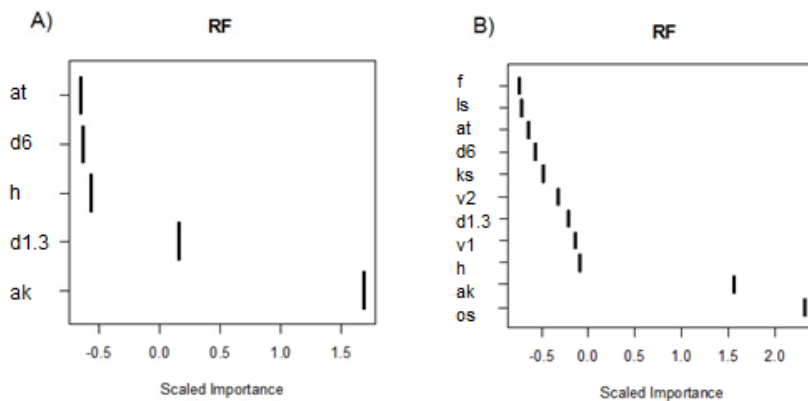 A)
RF
at
d6
h
d1.3
ak
-0.5 0.0 0.5 1.0 1.5
Scaled Importance
B)
RF
f
ls
at
d6
ks
v2
d1.3
v1
h
ak
os
-0.5 0.0 0.5 1.0 1.5 2.0
Scaled Importance